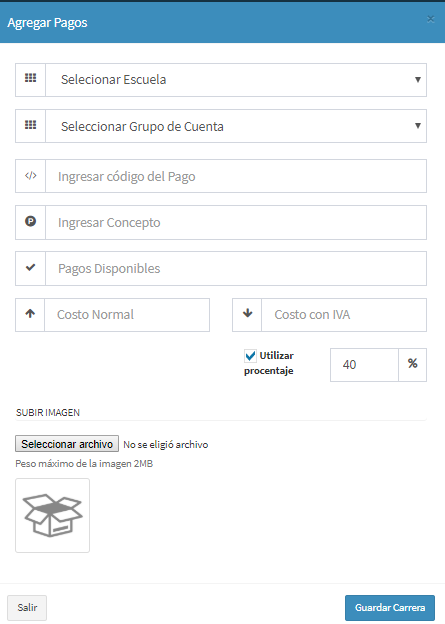 Agregar Pagos
×
Selecionar Escuela
Seleccionar Grupo de Cuenta
Ingresar código del Pago
Ingresar Concepto
Pagos Disponibles
Costo Normal
Costo con IVA
Utilizar
procentaje
40
%
SUBIR IMAGEN
Seleccionar archivo No se eligió archivo
Peso máximo de la imagen 2MB
Salir
Guardar Carrera